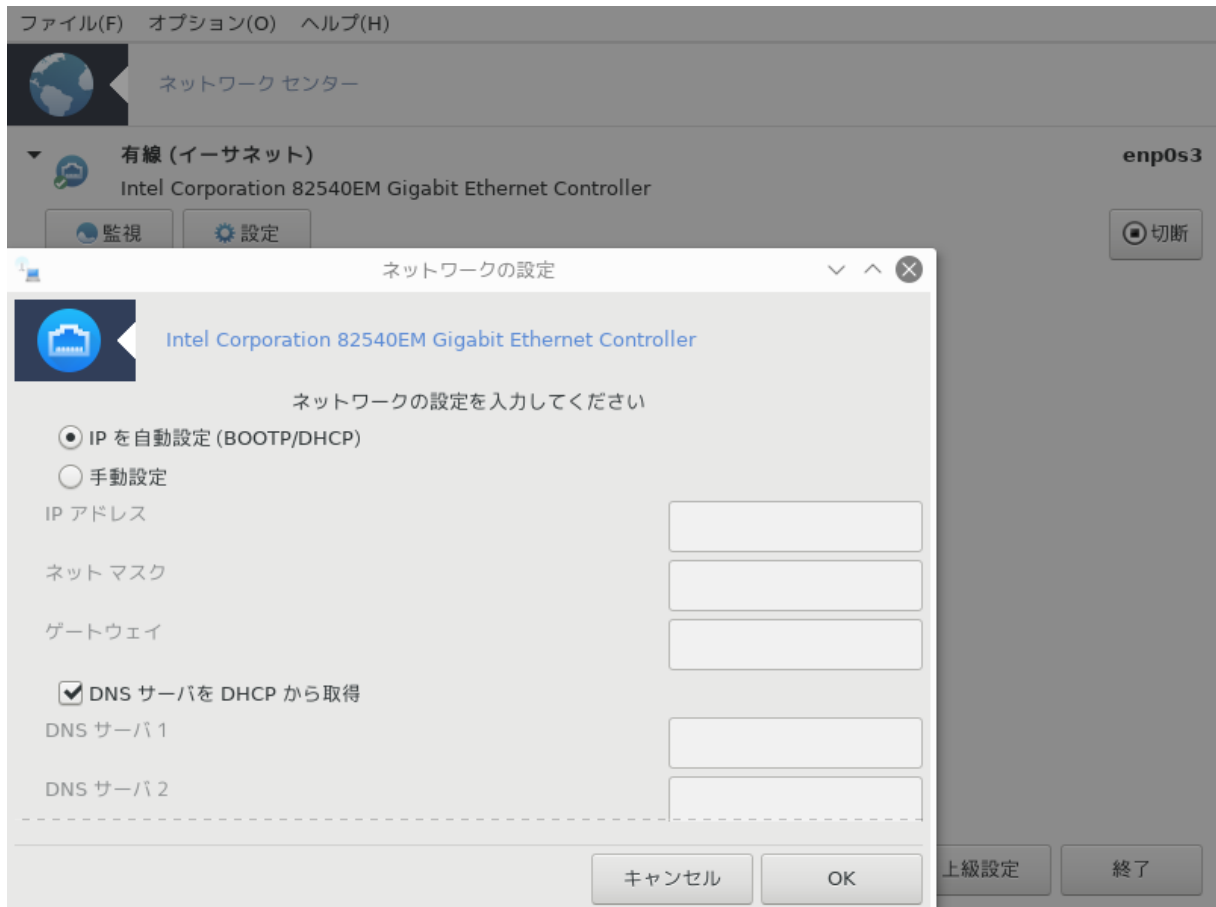 ファイル(F) オプション(O) ヘルプ(H)
ネットワーク センター
有線 (イーサネット) enp0s3
Intel Corporation 82540EM Gigabit Ethernet Controller
監視 設定 切断
ネットワークの設定
Intel Corporation 82540EM Gigabit Ethernet Controller
ネットワークの設定を入力してください
IP を自動設定 (BOOTP/DHCP)
手動設定
IP アドレス
ネット マスク
ゲートウェイ
DNS サーバを DHCP から取得
DNS サーバ 1
DNS サーバ 2
キャンセル OK 上級設定 終了